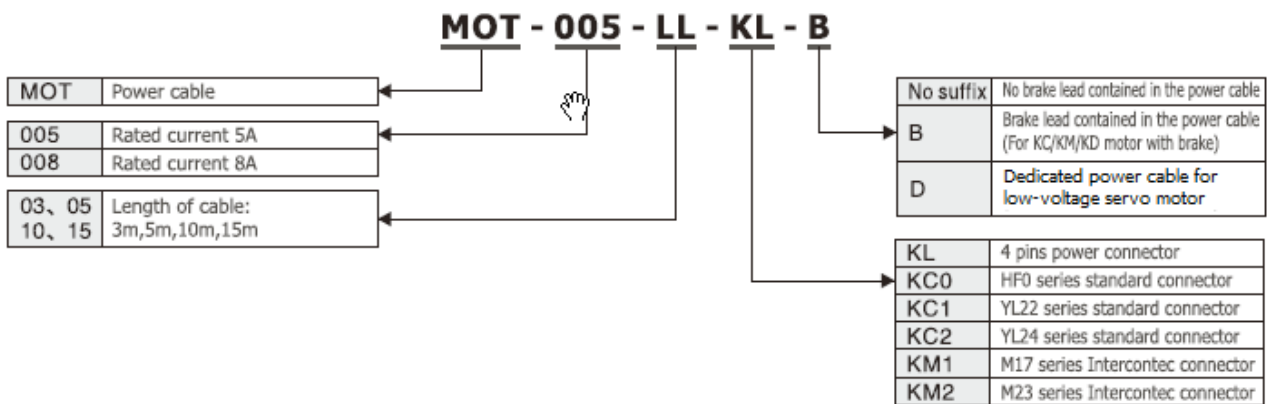 MOT - 005 - LL - KL - B
MOT Power cable
005 Rated current 5A
008 Rated current 8A
03、05 Length of cable:
10、15 3m,5m,10m,15m
No suffix No brake lead contained in the power cable
B Brake lead contained in the power cable
(For KC/KM/KD motor with brake)
D Dedicated power cable for
low-voltage servo motor
KL 4 pins power connector
KC0 HF0 series standard connector
KC1 YL22 series standard connector
KC2 YL24 series standard connector
KM1 M17 series Intercontec connector
KM2 M23 series Intercontec connector